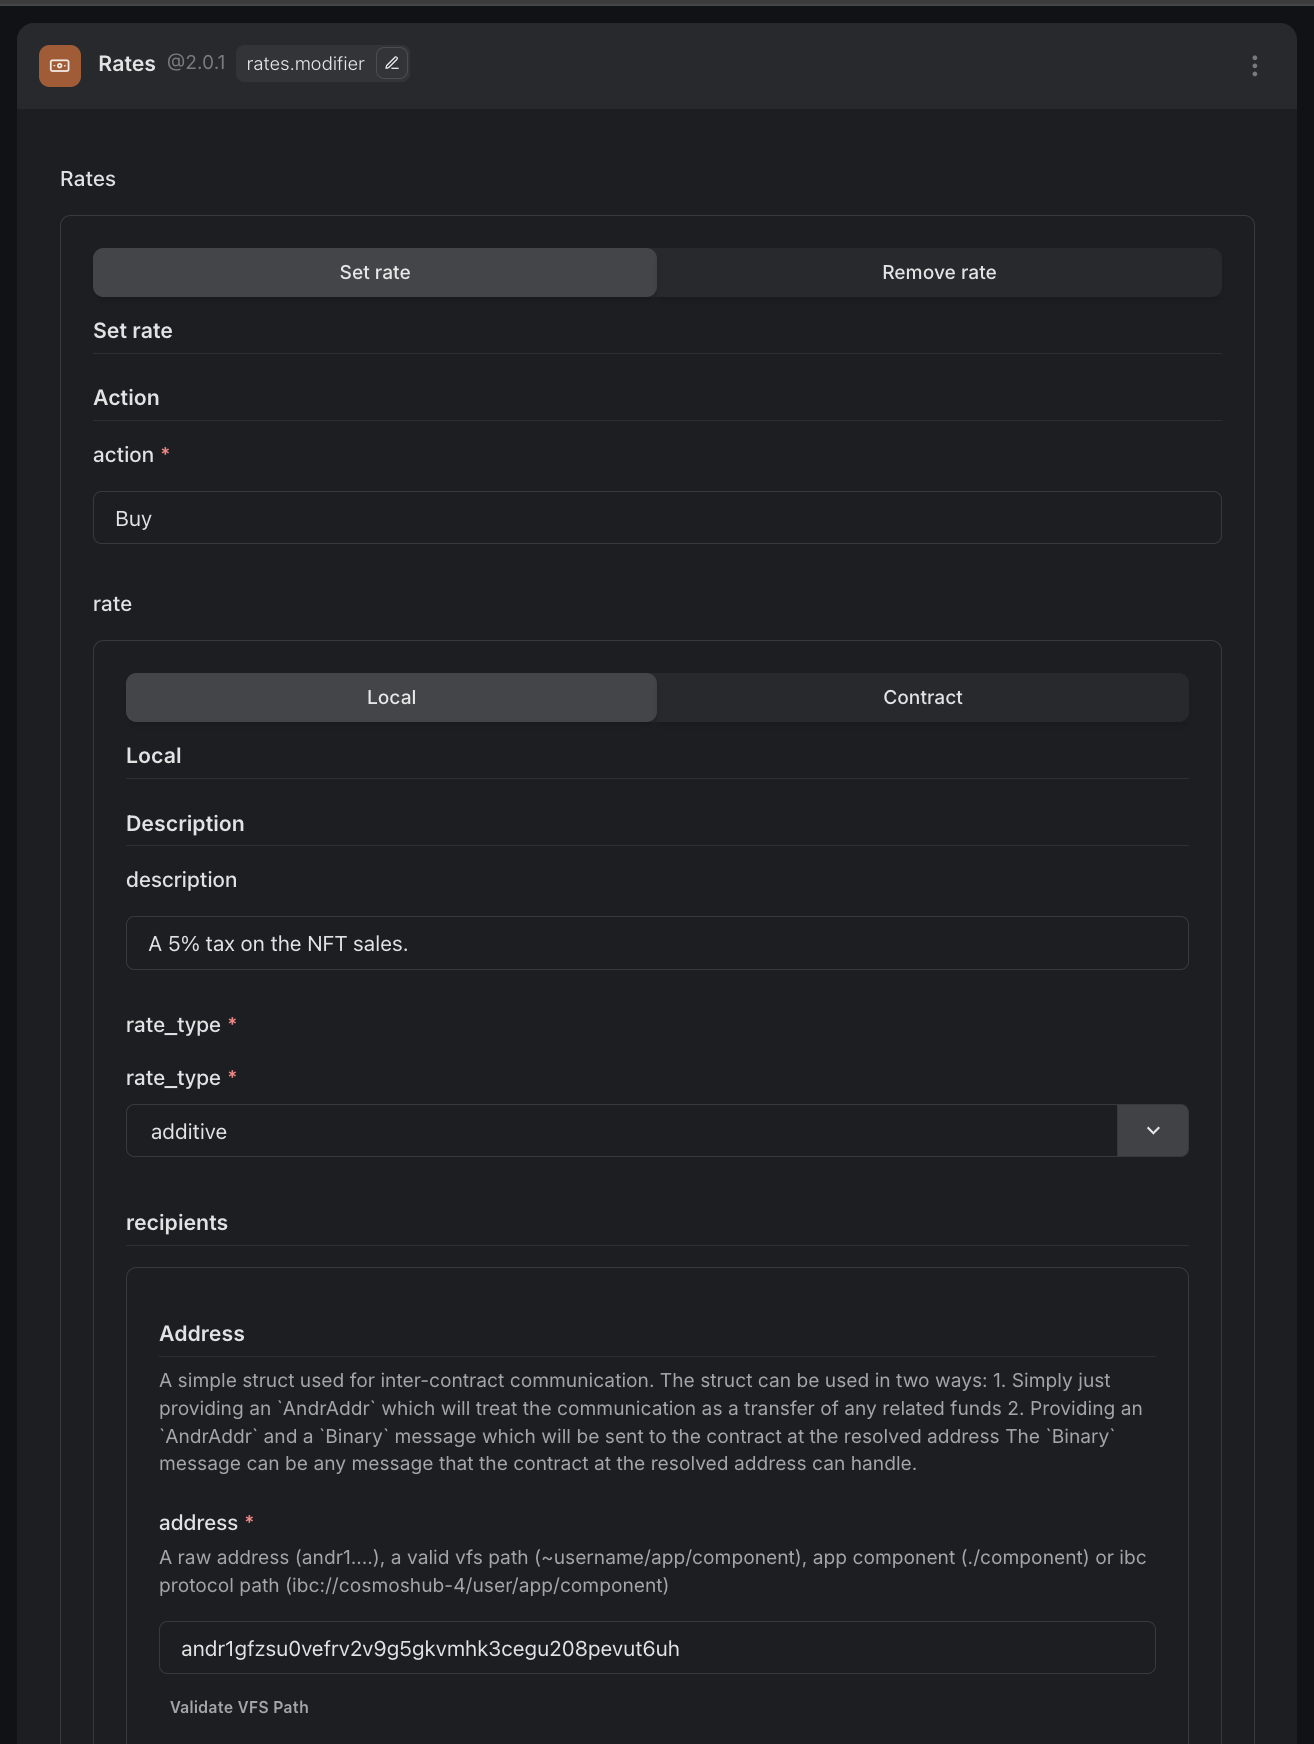 Rates @2.0.1 rates.modifier
Rates
Set rate Remove rate
Set rate
Action
action *
Buy
rate
Local Contract
Local
Description
description
A 5% tax on the NFT sales.
rate_type *
rate_type *
additive
recipients
Address
A simple struct used for inter-contract communication. The struct can be used in two ways: 1. Simply just
providing an `AndrAddr` which will treat the communication as a transfer of any related funds 2. Providing an
`AndrAddr` and a `Binary` message which will be sent to the contract at the resolved address The `Binary`
message can be any message that the contract at the resolved address can handle.
address *
A raw address (andr1....), a valid vfs path (~username/app/component), app component (./component) or ibc
protocol path (ibc://cosmoshub-4/user/app/component)
andr1gfzsu0vefrv2v9g5gkvmhk3cegu208pevut6uh
Validate VFS Path